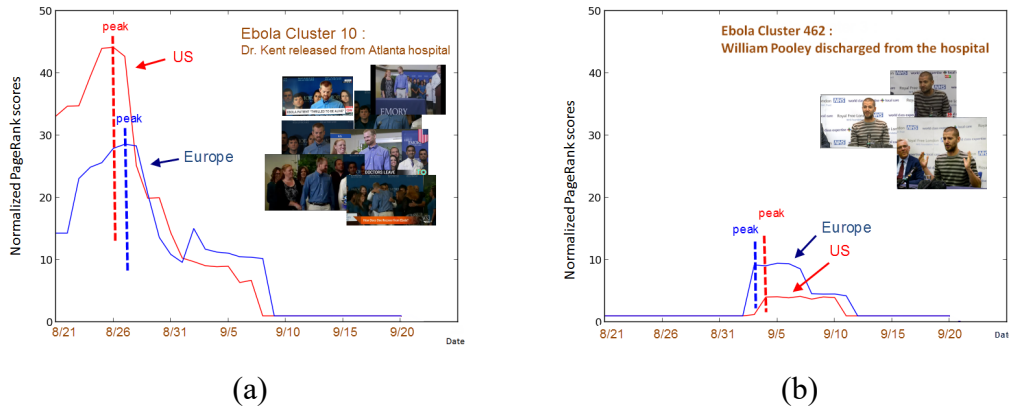 50
40
30
20
10
0
Normalized PageRank scores
peak
US
peak
Europe
Ebola Cluster 10 :
Dr. Kent released from Atlanta hospital
EMORY
DOCTORS LEAVE
8/21
8/26
8/31
9/5
9/10
9/15
9/20
Date
(a)
50
40
30
20
10
0
Normalized PageRank scores
Ebola Cluster 462 :
William Pooley discharged from the hospital
NHS
NHS
NHS
peak
peak
Europe
US
8/21
8/26
8/31
9/5
9/10
9/15
9/20
Dat
(b)